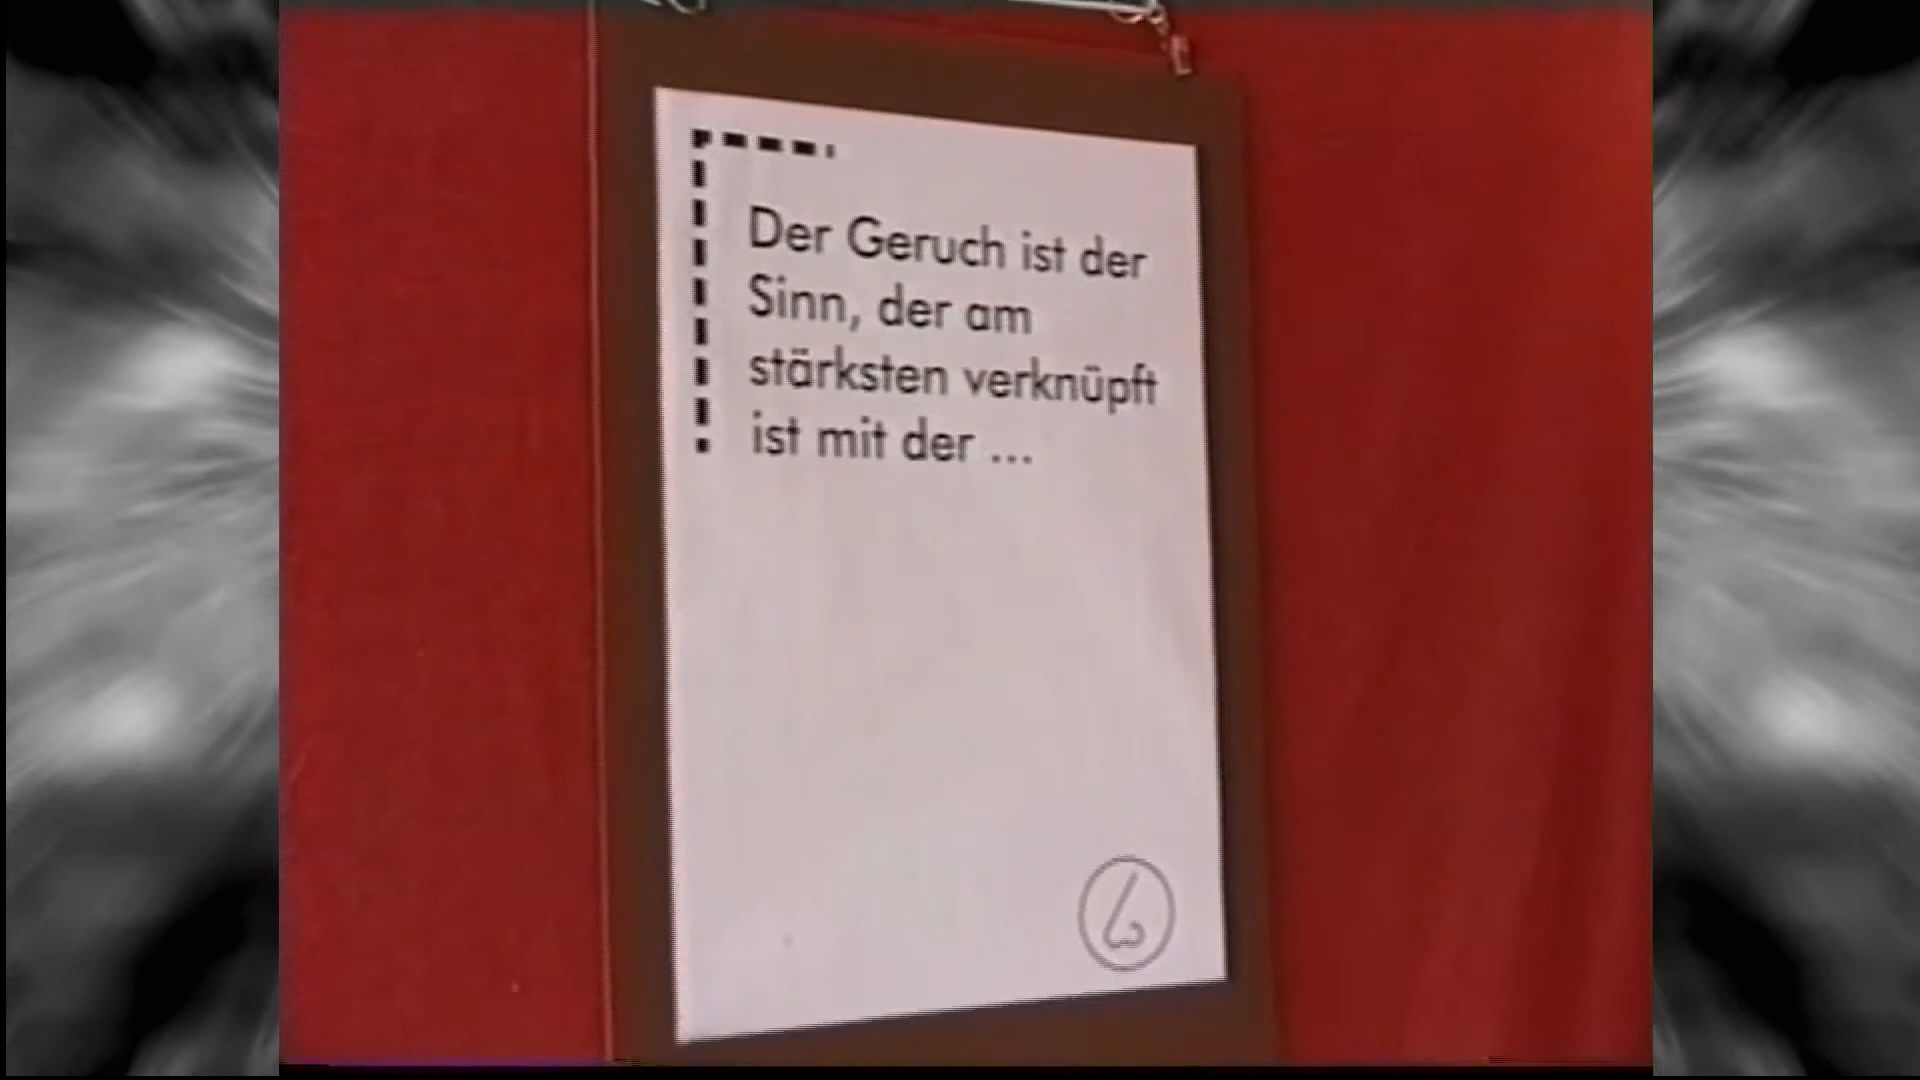 Der Geruch ist der
Sinn, der am
stärksten verknüpft
ist mit der ...